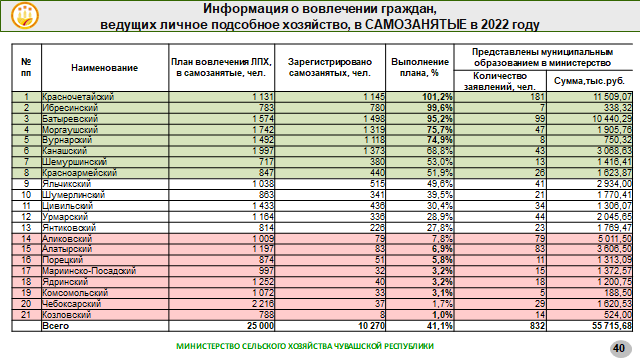 Информация о вовлечении граждан,
ведущих личное подсобное хозяйство, в САМОЗАНЯТЫЕ в 2022 году
№ пп | Наименование | План вовлечения ЛПХ, в самозанятые, чел. | Зарегистрировано самозанятых, чел. | Выполнение плана, % | Представлены муниципальным образованием в министерство
Количество заявлений, чел. | Сумма,тыс.руб.
1 Красночетайский 1 131 1 145 101,2% 181 11 509,07
2 Ибресинский 783 780 99,6% 7 338,32
3 Батыревский 1 574 1 498 95,2% 99 10 440,29
4 Моргаушский 1 742 1 319 75,7% 47 1 905,76
5 Вурнарский 1 492 1 118 74,9% 8 750,32
6 Канашский 1 997 1 373 68,8% 43 3 068,63
7 Шемуршинский 717 380 53,0% 13 1 416,41
8 Красноармейский 847 440 51,9% 26 1 623,87
9 Яльчикский 1 038 515 49,6% 41 2 934,00
10 Шумерлинский 863 341 39,5% 21 1 770,41
11 Цивильский 1 436 436 30,4% 34 1 306,07
12 Урмарский 1 164 336 28,9% 44 2 045,65
13 Янтиковский 814 226 27,8% 23 1 769,47
14 Аликовский 1 009 79 7,8% 79 5 011,50
15 Алатырский 1 197 83 6,9% 83 3 606,50
16 Порецкий 874 51 5,8% 11 1 313,09
17 Мариинско-Посадский 997 32 3,2% 15 1 372,57
18 Ядринский 1 252 40 3,2% 18 1 200,75
19 Комсомольский 1 072 33 3,1% 5 188,50
20 Чебоксарский 2 216 37 1,7% 29 1 620,53
21 Козловский 788 8 1,0% 14 524,00
Всего 25 000 10 270 41,1% 832 55 715,68
МИНИСТЕРСТВО СЕЛЬСКОГО ХОЗЯЙСТВА ЧУВАШСКОЙ РЕСПУБЛИКИ
40